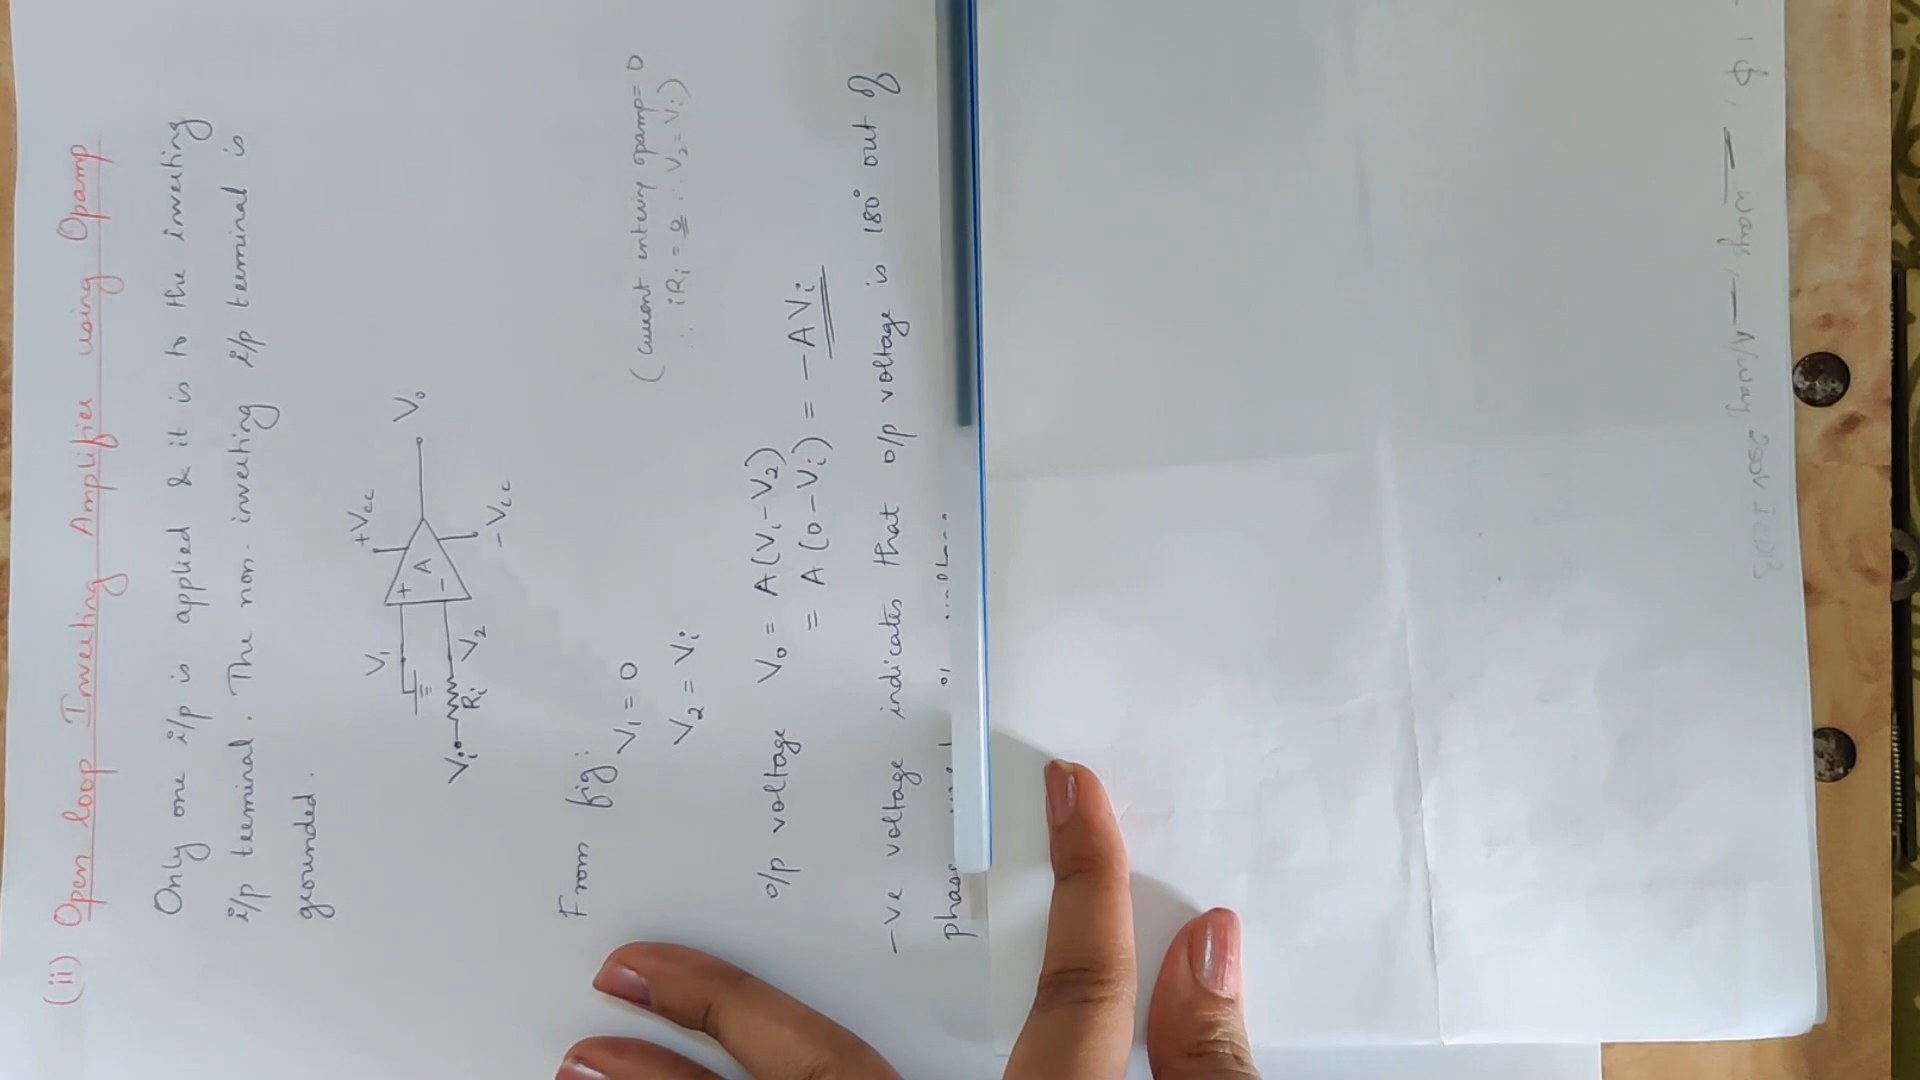 (ii) Open loop Inverting Amplifier using Opamp
Only one i/p is applied & it is to the inverting
i/p terminal. The non-inverting i/p terminal is
grounded.
+Vcc
V1
+
A
Vo
-
V2
Vi
Ri
-Vcc
From fig:
V1 = 0
(current entering opamp = 0
V2 = Vi
∴ iRi = 0 ∴ V2 = Vi)
o/p voltage Vo = A(V1-V2)
= A(0-Vi) = -AVi
-ve voltage indicates that o/p voltage is 180° out of
phase